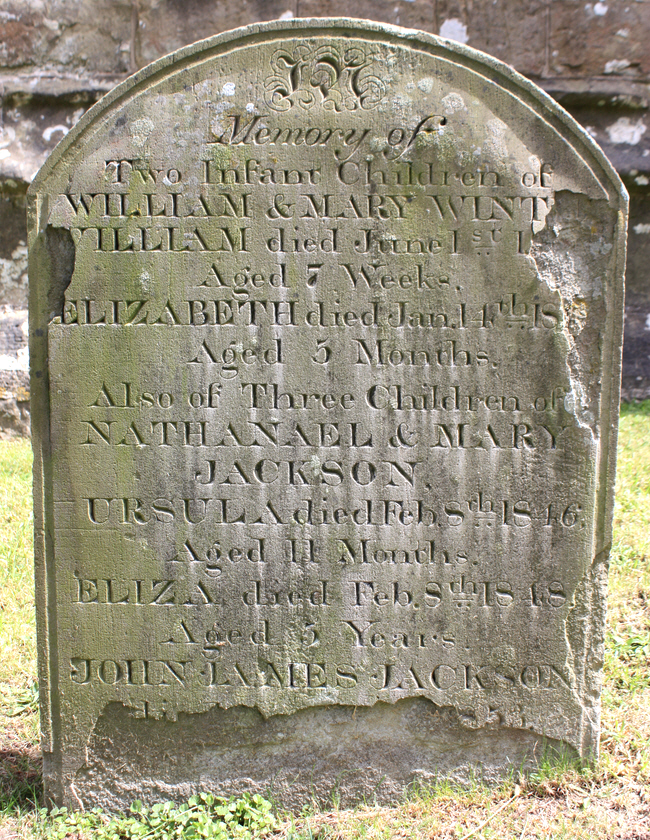 IN
Memory of
Two Infant Children of
WILLIAM & MARY WINT
WILLIAM died June 1st 1
Aged 7 Weeks.
ELIZABETH died Jan. 14th 18
Aged 5 Months.
Also of Three Children of
NATHANAEL & MARY
JACKSON.
URSULA died Feb. 8th 1846.
Aged 11 Months.
ELIZA died Feb. 8th 1848.
Aged 5 Years.
JOHN JAMES JACKSON